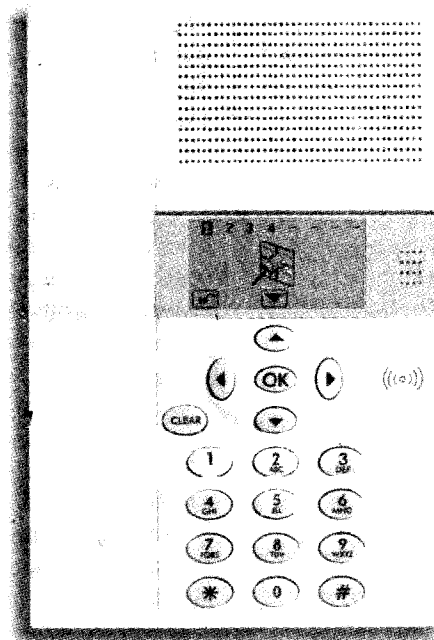 1 2 3 4 - - - -
OK
CLEAR
1 2 ABC 3 DEF
4 GHI 5 JKL 6 MNO
7 PQRS 8 TUV 9 WXYZ
* 0 #